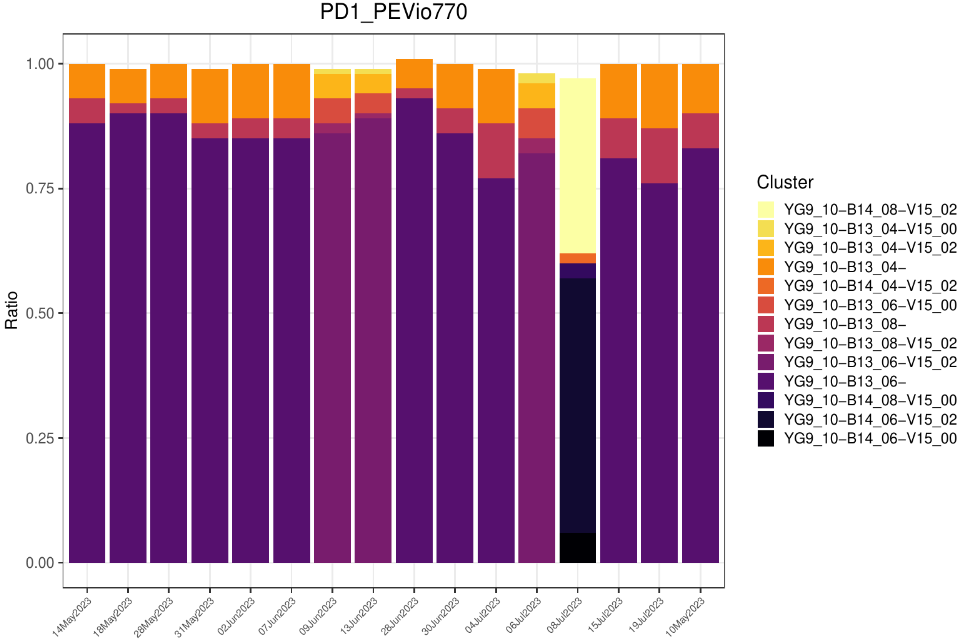 PD1_PEVio770
Ratio
1.00
0.75
0.50
0.25
0.00
14May2023
18May2023
28May2023
31May2023
02Jun2023
07Jun2023
09Jun2023
13Jun2023
28Jun2023
30Jun2023
04Jul2023
06Jul2023
08Jul2023
15Jul2023
19Jul2023
10May2023
Cluster
YG9_10−B14_08−V15_02
YG9_10−B13_04−V15_00
YG9_10−B13_04−V15_02
YG9_10−B13_04−
YG9_10−B14_04−V15_02
YG9_10−B13_06−V15_00
YG9_10−B13_08−
YG9_10−B13_08−V15_02
YG9_10−B13_06−V15_02
YG9_10−B13_06−
YG9_10−B14_08−V15_00
YG9_10−B14_06−V15_02
YG9_10−B14_06−V15_00